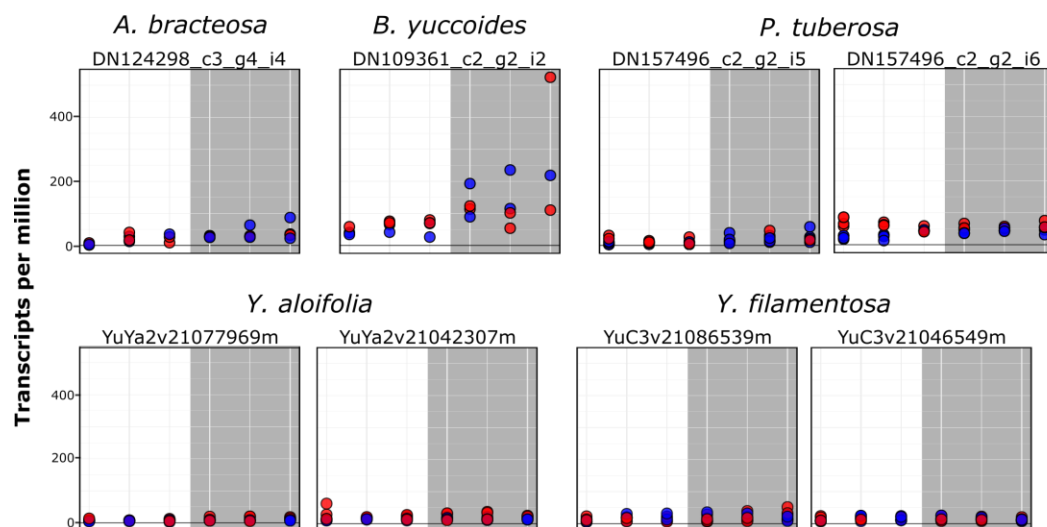 A. bracteosa B. yuccoides P. tuberosa
DN124298_c3_g4_i4 DN109361_c2_g2_i2 DN157496_c2_g2_i5 DN157496_c2_g2_i6
400
200
0
Transcripts per million
Y. aloifolia Y. filamentosa
YuYa2v21077969m YuYa2v21042307m YuC3v21086539m YuC3v21046549m
400
200
0